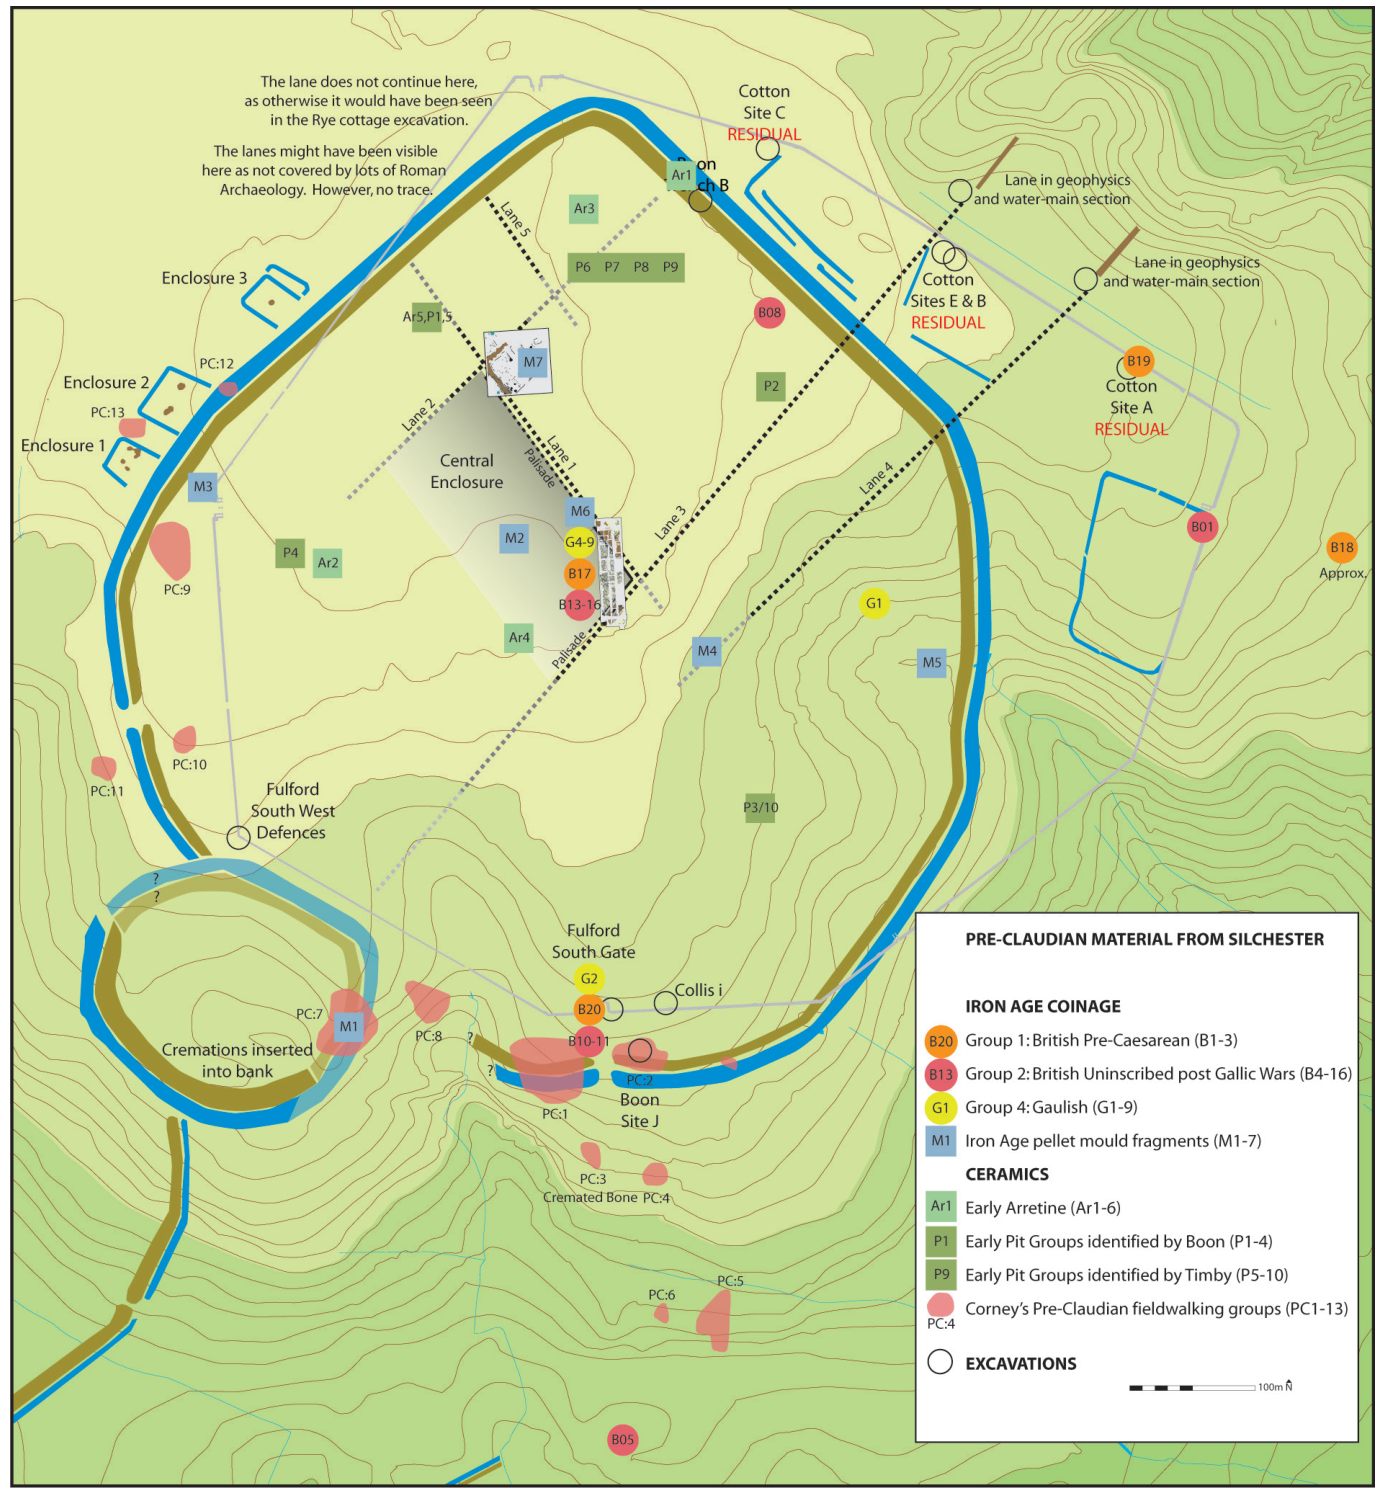 The lane does not continue here,
as otherwise it would have been seen
in the Rye cottage excavation.
The lanes might have been visible
here as not covered by lots of Roman
Archaeology. However, no trace.
Cotton
Site C
RESIDUAL
Ar1
ch B
Lane in geophysics
and water-main section
Lane 5
Ar3
Enclosure 3
P6 P7 P8 P9
Cotton
Sites E & B
RESIDUAL
Lane in geophysics
and water-main section
Ar5,P1,5
B08
PC:12
M7
B19
Enclosure 2
P2
Cotton
Site A
RESIDUAL
PC:13
Lane 2
Enclosure 1
Lane 1
Palisade
Central
Enclosure
M3
Lane 4
M6
Lane 3
B01
M2
G4-9
B18
Approx.
P4
Ar2
B17
PC:9
B13-16
G1
Ar4
Palisade
M4
M5
PC:10
PC:11
Fulford
South West
Defences
P3/10
?
?
Fulford
South Gate
G2
Collis i
PC:7
B20
M1
PC:8
B10-11
?
Cremations inserted
into bank
?
PC:2
PC:1
Boon
Site J
PC:3
Cremated Bone
PC:4
PC:5
PC:6
B05
PRE-CLAUDIAN MATERIAL FROM SILCHESTER
IRON AGE COINAGE
B20 Group 1: British Pre-Caesarean (B1-3)
B13 Group 2: British Uninscribed post Gallic Wars (B4-16)
G1 Group 4: Gaulish (G1-9)
M1 Iron Age pellet mould fragments (M1-7)
CERAMICS
Ar1 Early Arretine (Ar1-6)
P1 Early Pit Groups identified by Boon (P1-4)
P9 Early Pit Groups identified by Timby (P5-10)
Corney's Pre-Claudian fieldwalking groups (PC1-13)
PC:4
EXCAVATIONS
100m N